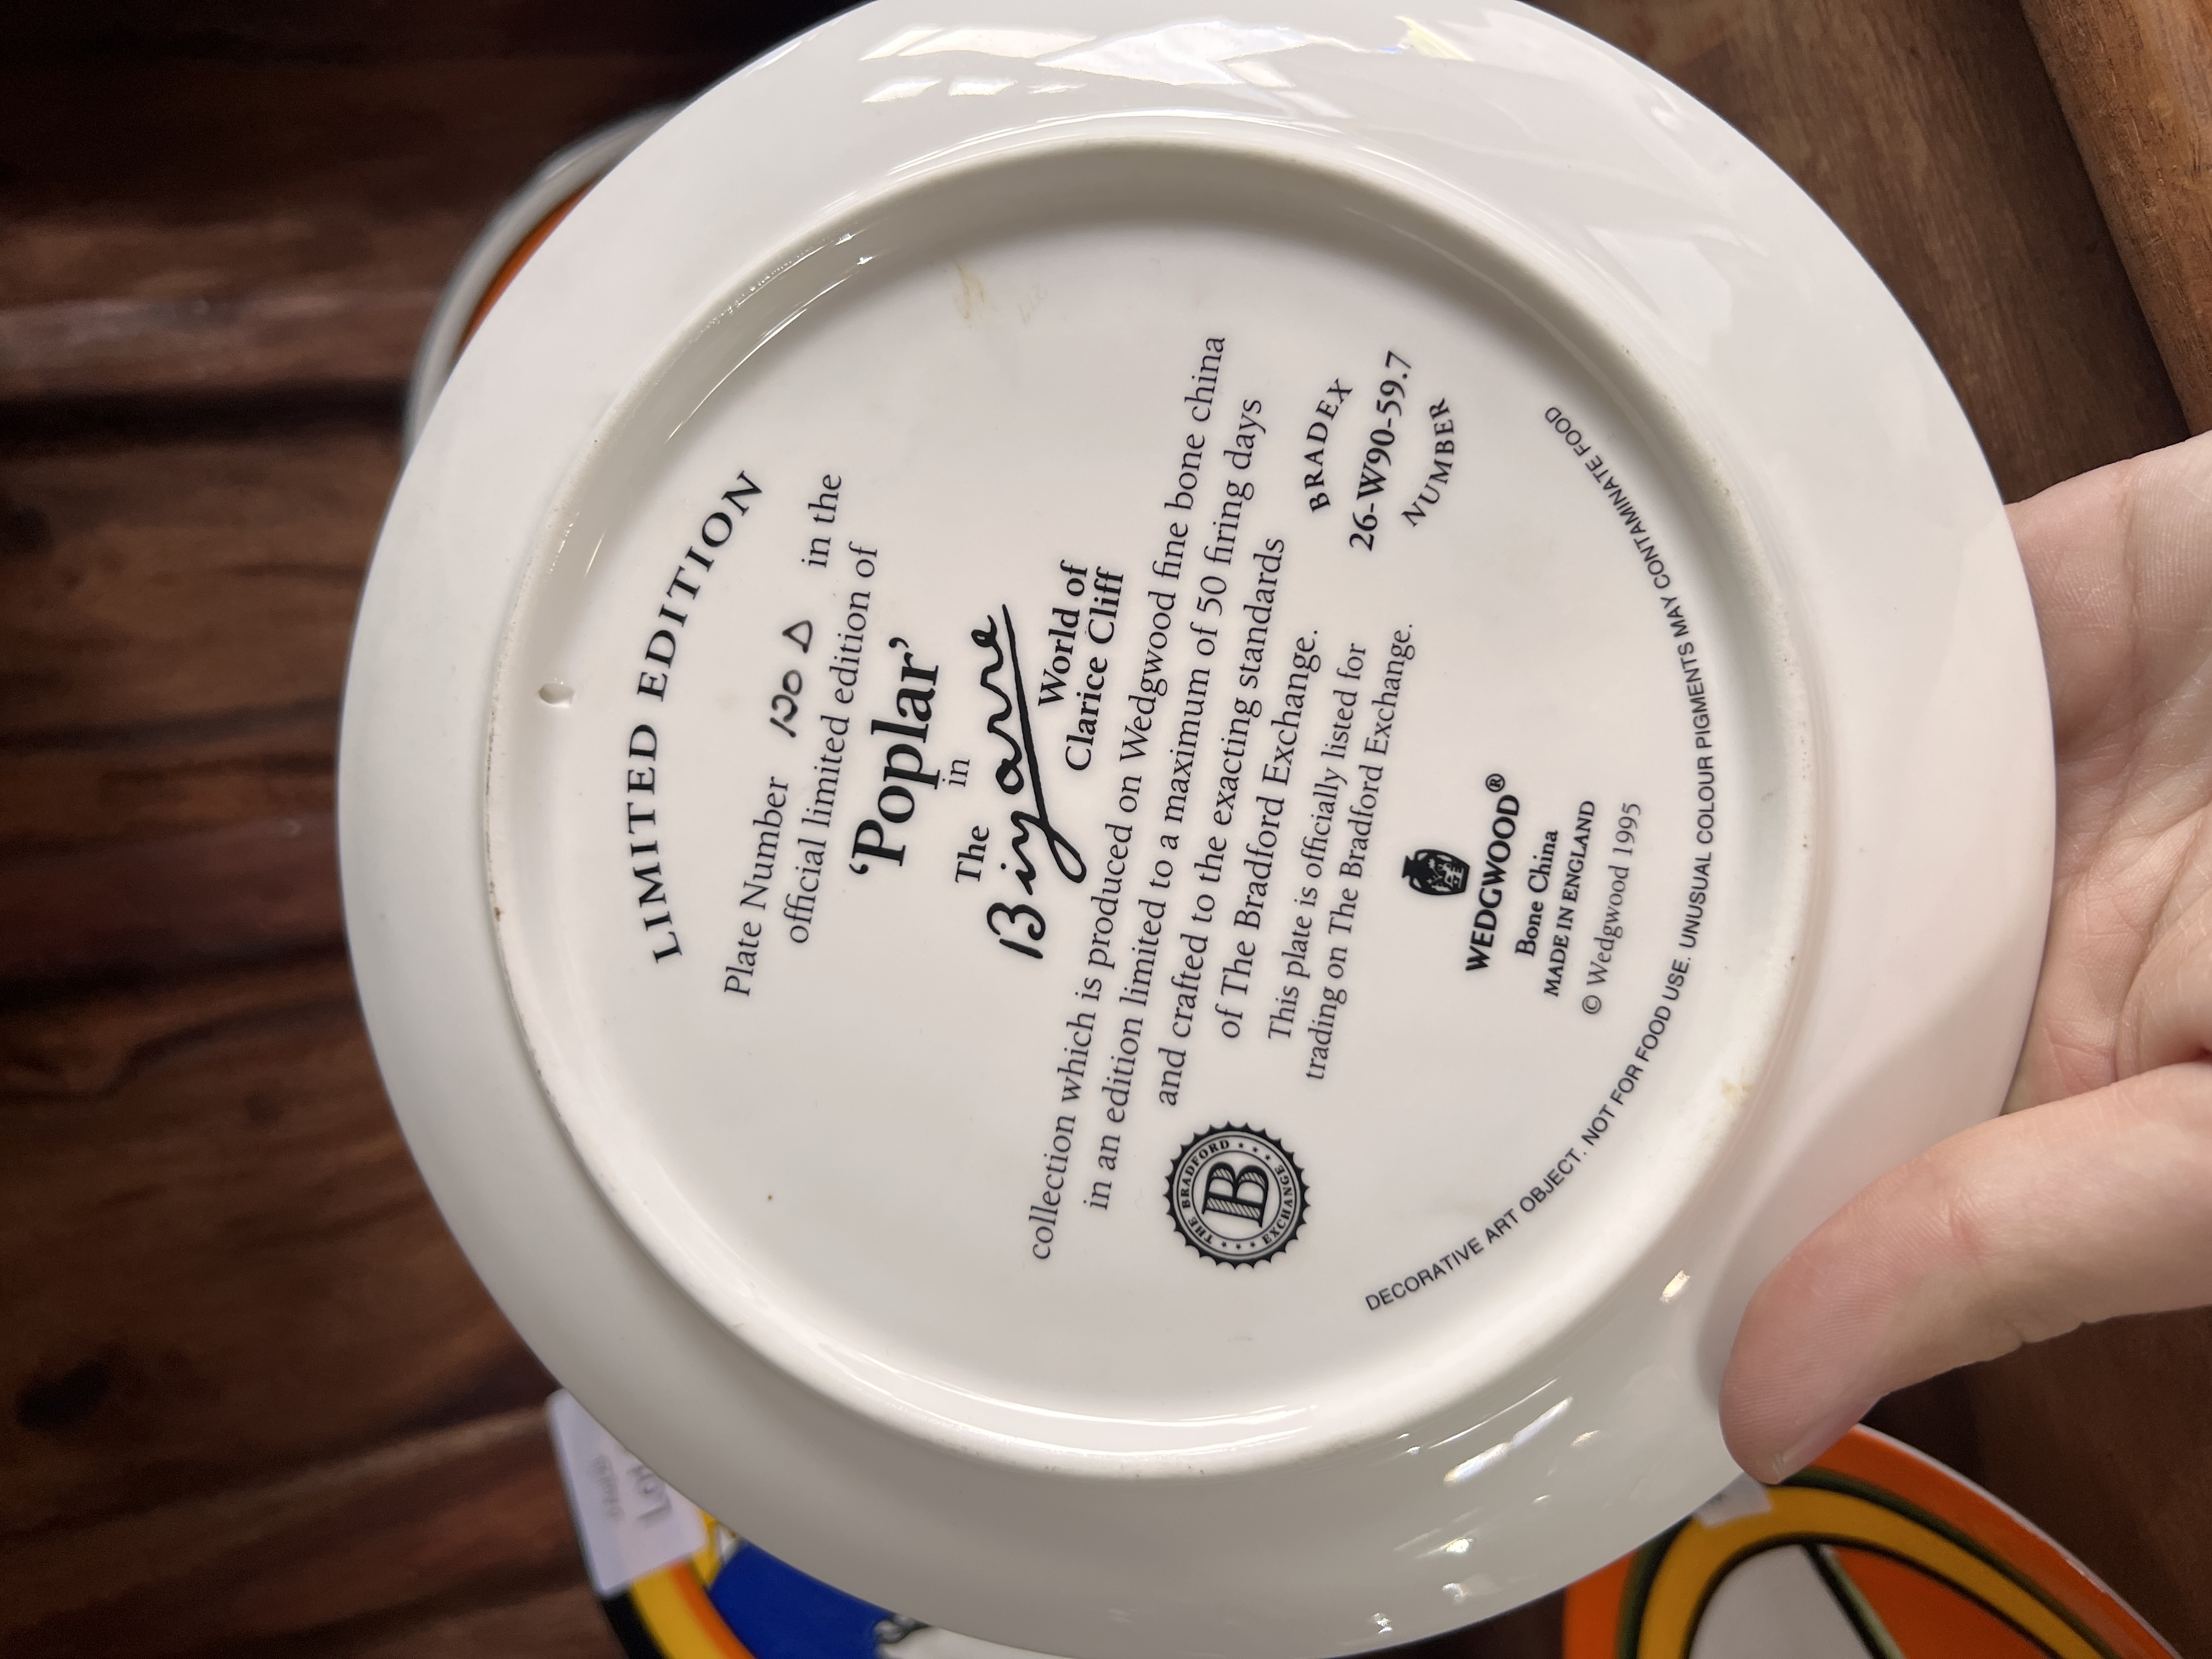 LIMITED EDITION
Plate Number 120 A in the
official limited edition of
'Poplar'
in
The
Bizarre
World of
Clarice Cliff
collection which is produced on Wedgwood fine bone china
in an edition limited to a maximum of 50 firing days
and crafted to the exacting standards
of The Bradford Exchange.
This plate is officially listed for
trading on The Bradford Exchange.
THE BRADFORD
B
EXCHANGE
BRADEX
26-W90-59.7
NUMBER
WEDGWOOD®
Bone China
MADE IN ENGLAND
© Wedgwood 1995
DECORATIVE ART OBJECT. NOT FOR FOOD USE. UNUSUAL COLOUR PIGMENTS MAY CONTAMINATE FOOD